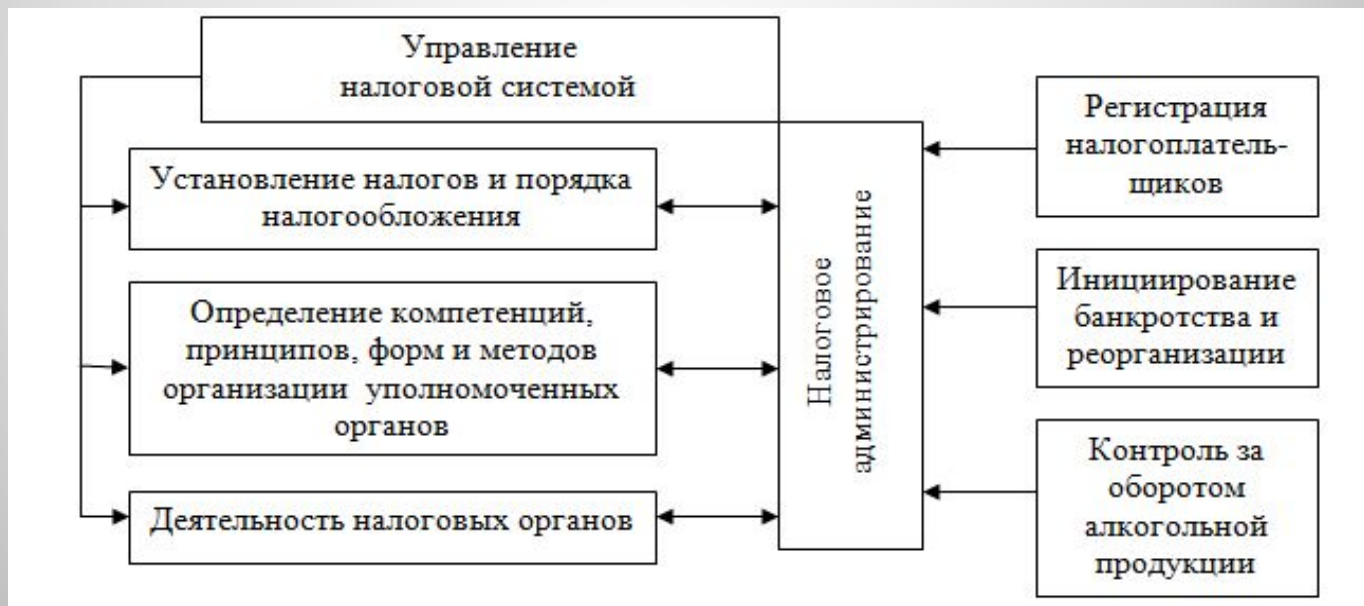 Управление
налоговой системой
Установление налогов и порядка
налогообложения
Определение компетенций,
принципов, форм и методов
организации уполномоченных
органов
Деятельность налоговых органов
Налоговое
администрирование
Регистрация
налогоплатель-
щиков
Инициирование
банкротства и
реорганизации
Контроль за
оборотом
алкогольной
продукции